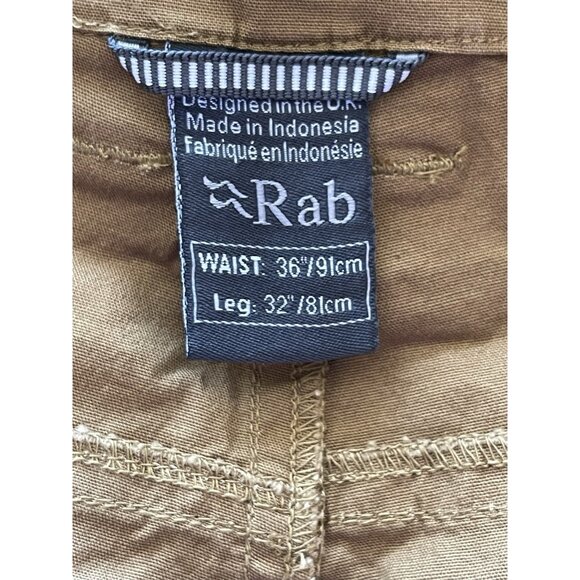 Designed in the U.K.
Made in Indonesia
Fabriqué en Indonésie
Rab
WAIST: 36"/91cm
Leg: 32"/81cm